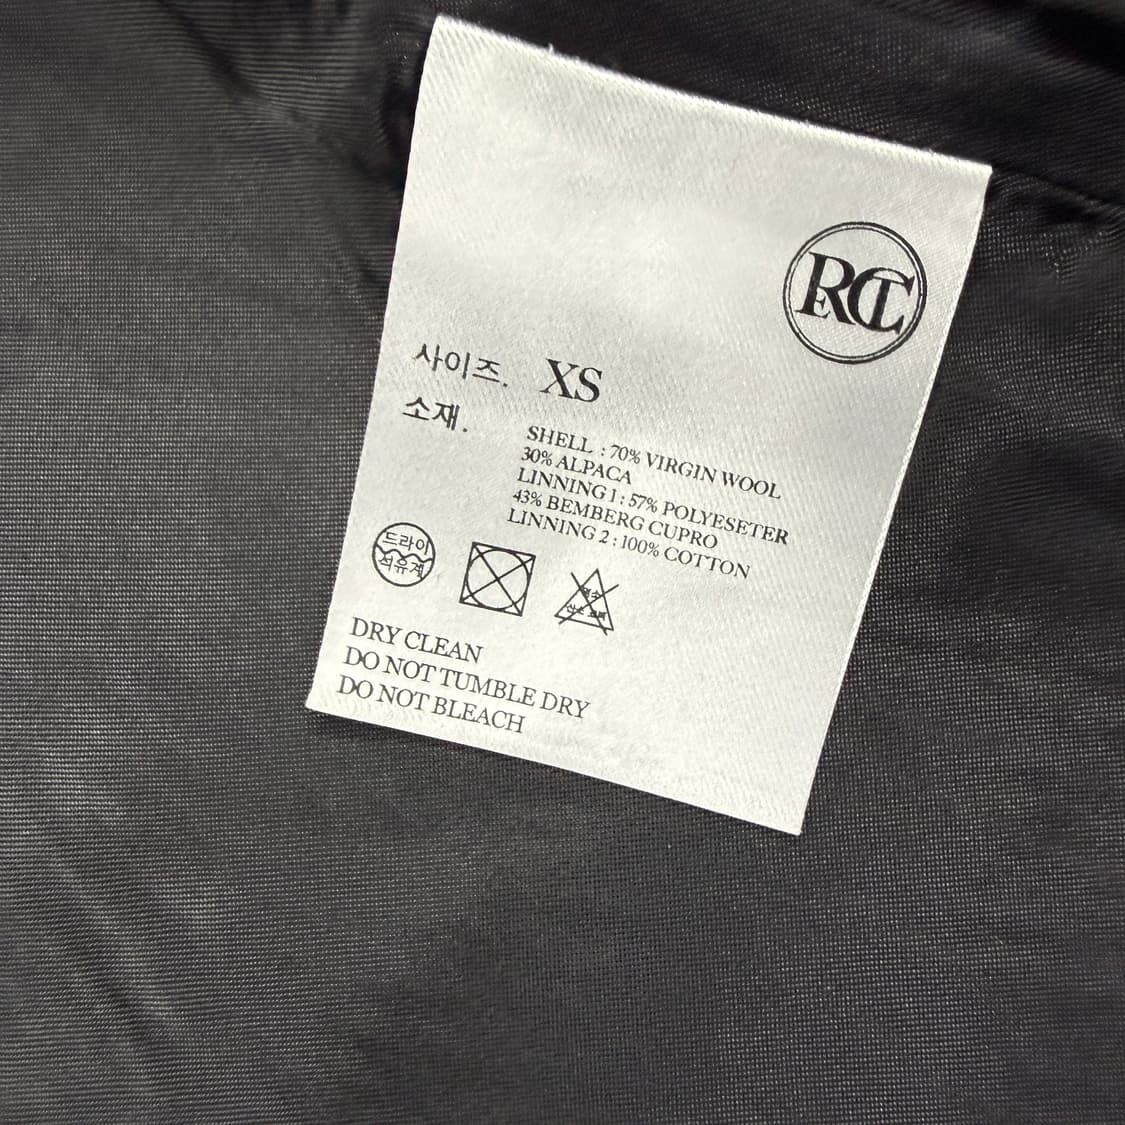 사이즈. XS
소재.
SHELL : 70% VIRGIN WOOL
30% ALPACA
LINNING 1 : 57% POLYESETER
43% BEMBERG CUPRO
LINNING 2 : 100% COTTON
드라이
석유계
DRY CLEAN
DO NOT TUMBLE DRY
DO NOT BLEACH